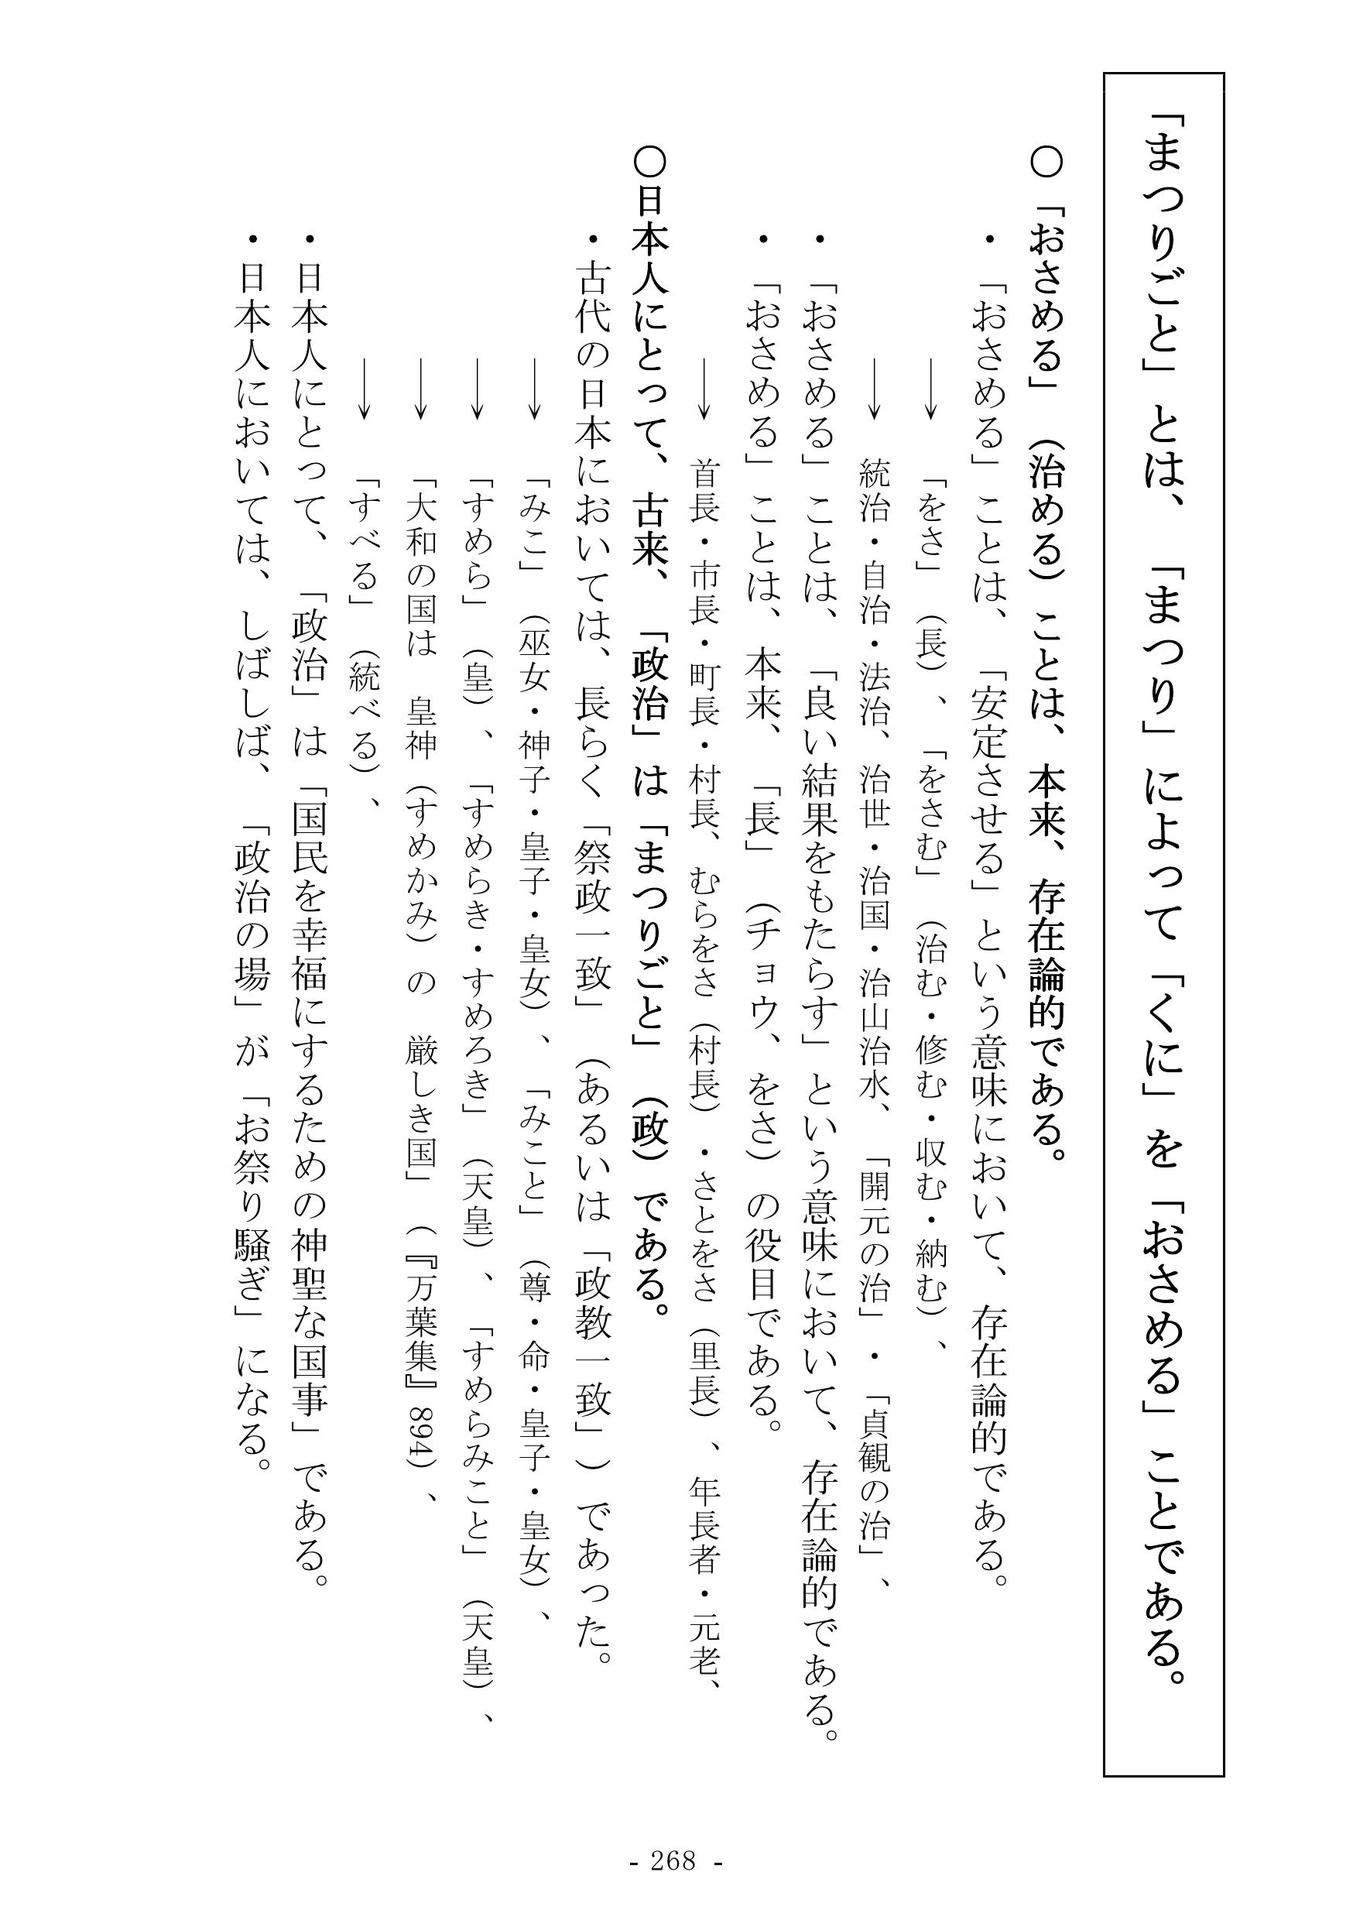 「まつりごと」とは、「まつり」によって「くに」を「おさめる」ことである。
○「おさめる」（治める）ことは、本来、存在論的である。
・「おさめる」ことは、「安定させる」という意味において、存在論的である。
→「をさ」（長）、「をさむ」（治む・修む・収む・納む）、
→ 統治・自治・法治、治世・治国・治山治水、「開元の治」・「貞観の治」、
・「おさめる」ことは、「良い結果をもたらす」という意味において、存在論的である。
・「おさめる」ことは、本来、「長」（チョウ、をさ）の役目である。
→ 首長・市長・町長・村長、むらをさ（村長）・さとをさ（里長）、年長者・元老、
○日本人にとって、古来、「政治」は「まつりごと」（政）である。
・古代の日本においては、長らく「祭政一致」（あるいは「政教一致」）であった。
→「みこ」（巫女・神子・皇子・皇女）、「みこと」（尊・命・皇子・皇女）、
→「すめら」（皇）、「すめらき・すめろき」（天皇）、「すめらみこと」（天皇）、
→「大和の国は 皇神（すめかみ）の 厳しき国」（『万葉集』894）、
→「すべる」（統べる）、
・日本人にとって、「政治」は「国民を幸福にするための神聖な国事」である。
・日本人においては、しばしば、「政治の場」が「お祭り騒ぎ」になる。
- 268 -